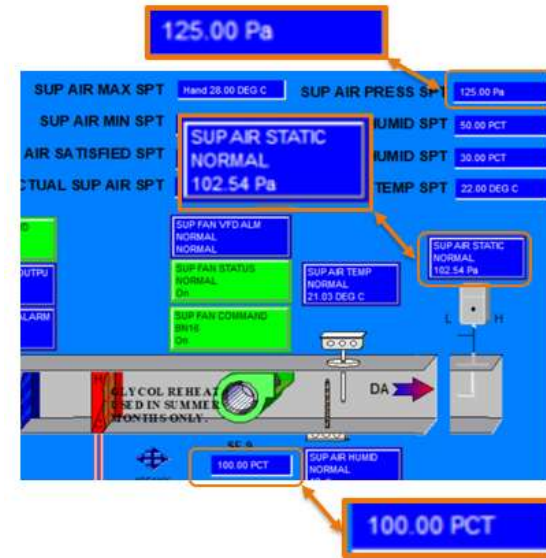 125.00 Pa
SUP AIR MAX SPT
Hand 28.00 DEG C
SUP AIR PRESS SPT
125.00 Pa
SUP AIR MIN SPT
HUMID SPT
50.00 PCT
AIR SATISFIED SPT
HUMID SPT
30.00 PCT
CTUAL SUP AIR SPT
TEMP SPT
22.00 DEG C
SUP AIR STATIC
NORMAL
102.54 Pa
SUP FAN VFD ALM
NORMAL
NORMAL
SUP AIR STATIC
NORMAL
102.54 Pa
OUTPU
SUP FAN STATUS
NORMAL
On
SUP AIR TEMP
NORMAL
21.03 DEG C
ALARM
SUP FAN COMMAND
BN16
On
L
H
GLYCOL REHEAT
USED IN SUMMER
MONTHS ONLY.
DA
100.00 PCT
SUP AIR HUMID
NORMAL
100.00 PCT